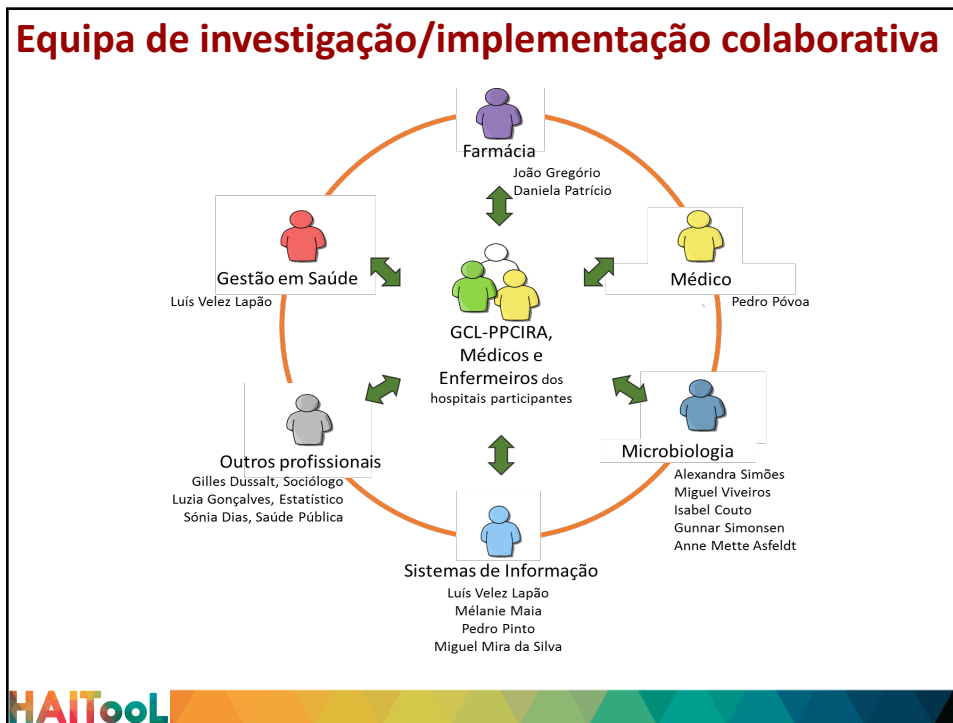 Equipa de investigação/implementação colaborativa
Farmácia
João Gregório
Daniela Patrício
Gestão em Saúde
Luís Velez Lapão
Médico
Pedro Póvoa
GCL-PPCIRA,
Médicos e
Enfermeiros dos
hospitais participantes
Outros profissionais
Gilles Dussalt, Sociólogo
Luzia Gonçalves, Estatístico
Sónia Dias, Saúde Pública
Microbiologia
Alexandra Simões
Miguel Viveiros
Isabel Couto
Gunnar Simonsen
Anne Mette Asfeldt
Sistemas de Informação
Luís Velez Lapão
Mélanie Maia
Pedro Pinto
Miguel Mira da Silva
HAITooL